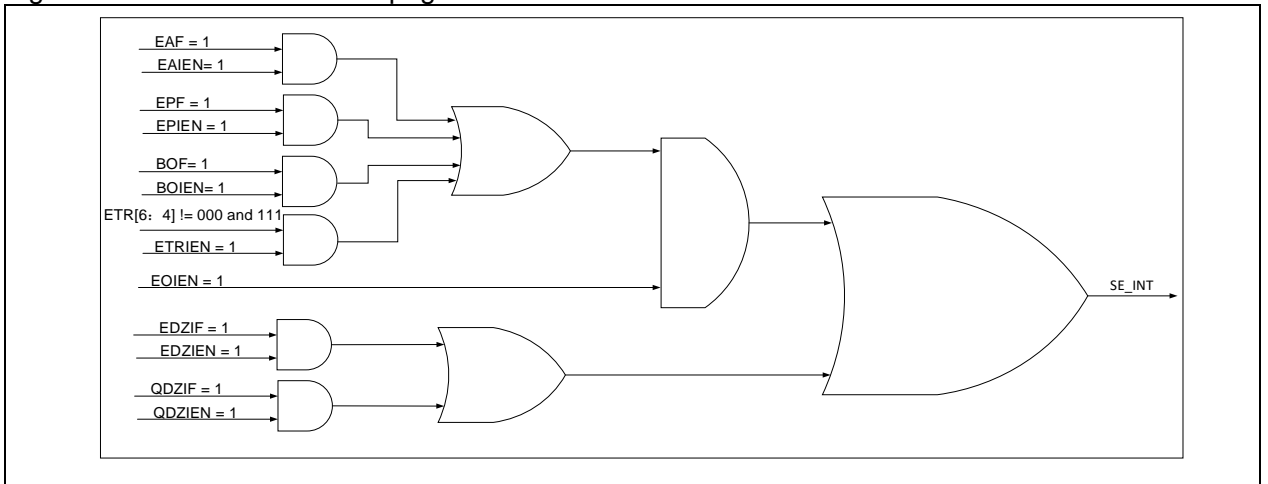 EAF = 1
EAIEN= 1
EPF = 1
EPIEN = 1
BOF= 1
BOIEN= 1
ETR[6：4] != 000 and 111
ETRIEN = 1
EOIEN = 1
EDZIF = 1
EDZIEN = 1
QDZIF = 1
QDZIEN = 1
SE_INT